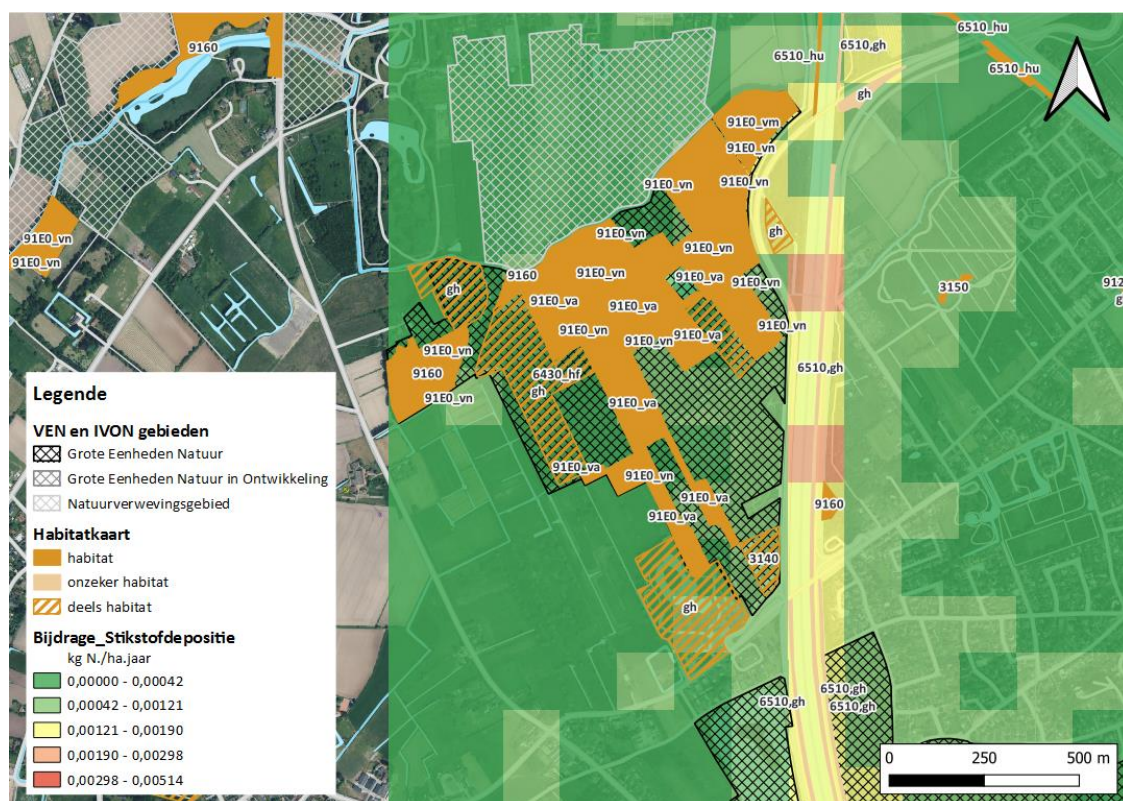 6510_hu
9160
6510,gh
6510_hu
6510_hu
gh
91E0_vm
91E0_vn
91E0_vn
91E0_vn
91E0_vn
91E0_vn
gh
91E0_vn
91E0_vn
9160
91E0_vn
91E0_va
91E0_vn
gh
3150
91E0_va
91E0_va
91E0_vn
91E0_vn
91E0_vn
91E0_va
91E0_vn
6510,gh
9160
6430_hf
gh
91E0_vn
91E0_va
91E0_va
91E0_vn
91E0_va
91E0_va
9160
3140
gh
6510,gh
6510,gh
6510,gh
Legende
VEN en IVON gebieden
Grote Eenheden Natuur
Grote Eenheden Natuur in Ontwikkeling
Natuurverwevingsgebied
Habitatkaart
habitat
onzeker habitat
deels habitat
Bijdrage_Stikstofdepositie
kg N./ha.jaar
0,00000 - 0,00042
0,00042 - 0,00121
0,00121 - 0,00190
0,00190 - 0,00298
0,00298 - 0,00514
0 250 500 m